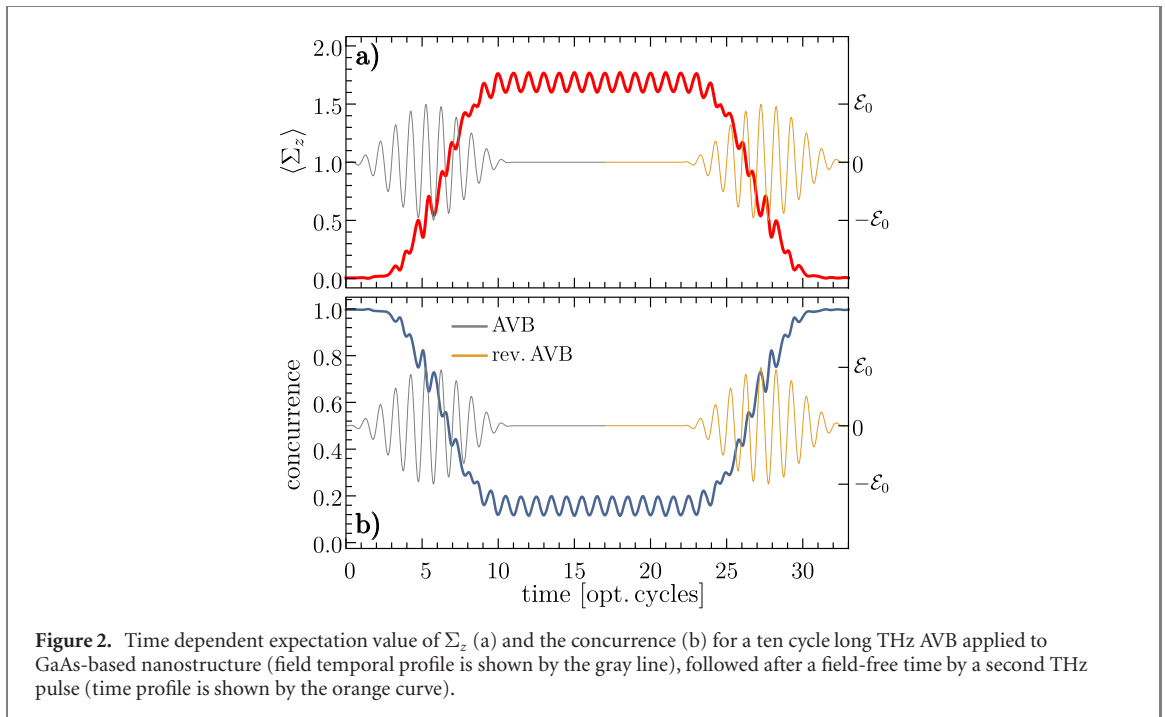 a)
2.0
1.5
1.0
0.5
0.0
⟨Σ_z⟩
ℰ₀
0
−ℰ₀
1.0
0.8
0.6
0.4
0.2
0.0
concurrence
AVB
rev. AVB
ℰ₀
0
−ℰ₀
b)
0 5 10 15 20 25 30
time [opt. cycles]
Figure 2. Time dependent expectation value of Σ_z (a) and the concurrence (b) for a ten cycle long THz AVB applied to
GaAs-based nanostructure (field temporal profile is shown by the gray line), followed after a field-free time by a second THz
pulse (time profile is shown by the orange curve).